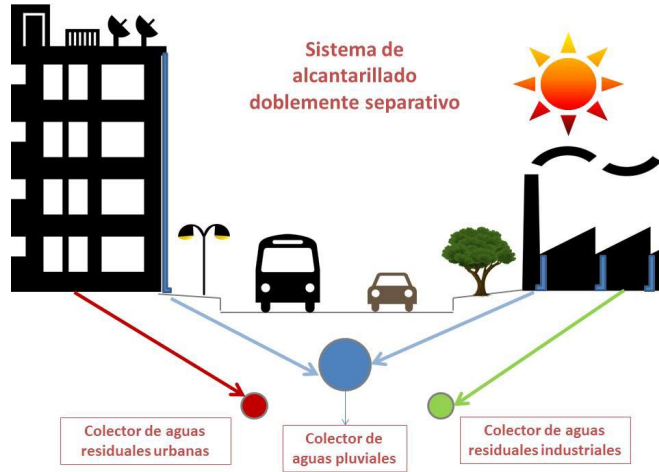 Sistema de
alcantarillado
doblemente separativo
Colector de aguas
residuales urbanas
Colector de
aguas pluviales
Colector de aguas
residuales industriales